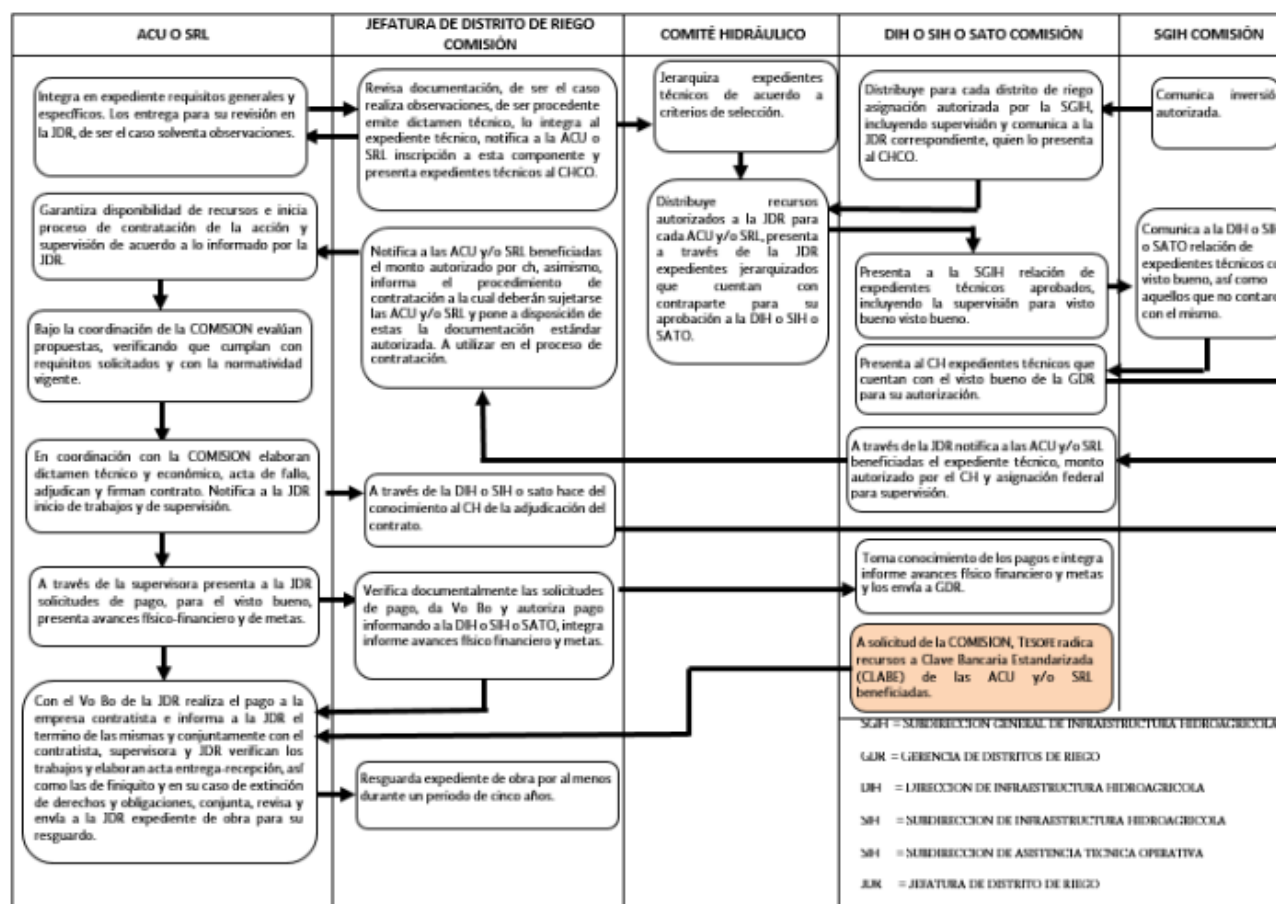 ACU O SRL
JEFATURA DE DISTRITO DE RIEGO
COMISIÓN
COMITÉ HIDRÁULICO
DIH O SIH O SATO COMISIÓN
SGIH COMISIÓN
Integra en expediente requisitos generales y
específicos. Los entrega para su revisión en
la JDR, de ser el caso solventa observaciones.
Garantiza disponibilidad de recursos e inicia
proceso de contratación de la acción y
supervisión de acuerdo a lo informado por la
JDR.
Bajo la coordinación de la COMISION evalúan
propuestas, verificando que cumplan con
requisitos solicitados y con la normatividad
vigente.
En coordinación con la COMISION elaboran
dictamen técnico y económico, acta de fallo,
adjudican y firman contrato. Notifica a la JDR
inicio de trabajos y de supervisión.
A través de la supervisora presenta a la JDR
solicitudes de pago, para el visto bueno,
presenta avances físico-financiero y de metas.
Con el Vo Bo de la JDR realiza el pago a la
empresa contratista e informa a la JDR el
termino de las mismas y conjuntamente con el
contratista, supervisora y JDR verifican los
trabajos y elaboran acta entrega-recepción, así
como las de finiquito y en su caso de extinción
de derechos y obligaciones, conjunta, revisa y
envía a la JDR expediente de obra para su
resguardo.
Revisa documentación, de ser el caso
realiza observaciones, de ser procedente
emite dictamen técnico, lo integra al
expediente técnico, notifica a la ACU o
SRL inscripción a esta componente y
presenta expedientes técnicos al CHCO.
Notifica a las ACU y/o SRL beneficiadas
el monto autorizado por ch, asimismo,
informa el procedimiento de
contratación a la cual deberán sujetarse
las ACU y/o SRL y pone a disposición de
estas la documentación estándar
autorizada. A utilizar en el proceso de
contratación.
A través de la DIH o SIH o sato hace del
conocimiento al CH de la adjudicación del
contrato.
Verifica documentalmente las solicitudes
de pago, da Vo Bo y autoriza pago
informando a la DIH o SIH o SATO, integra
informe avances físico financiero y metas.
Resguarda expediente de obra por al menos
durante un período de cinco años.
Jerarquiza expedientes
técnicos de acuerdo a
criterios de selección.
Distribuye recursos
autorizados a la JDR para
cada ACU y/o SRL, presenta
a través de la JDR
expedientes jerarquizados
que cuentan con
contraparte para su
aprobación a la DIH o SIH o
SATO.
Distribuye para cada distrito de riego
asignación autorizada por la SGIH,
incluyendo supervisión y comunica a la
JDR correspondiente, quien lo presenta
al CHCO.
Presenta a la SGIH relación de
expedientes técnicos aprobados,
incluyendo la supervisión para visto
bueno visto bueno.
Presenta al CH expedientes técnicos que
cuentan con el visto bueno de la GDR
para su autorización.
A través de la JDR notifica a las ACU y/o SRL
beneficiadas el expediente técnico, monto
autorizado por el CH y asignación federal
para supervisión.
Toma conocimiento de los pagos e integra
informe avances físico financiero y metas
y los envía a GDR.
A solicitud de la COMISION, TESOFE radica
recursos a Clave Bancaria Estandarizada
(CLABE) de las ACU y/o SRL
beneficiadas.
Comunica inversió
autorizada.
Comunica a la DIH o SIH
o SATO relación de
expedientes técnicos co
visto bueno, así como
aquellos que no contaro
con el mismo.
SGIH = SUBDIRECCION GENERAL DE INFRAESTRUCTURA HIDROAGRICOLA
GDR = GERENCIA DE DISTRITOS DE RIEGO
DIH = DIRECCION DE INFRAESTRUCTURA HIDROAGRICOLA
SIH = SUBDIRECCION DE INFRAESTRUCTURA HIDROAGRICOLA
SIH = SUBDIRECCION DE ASISTENCIA TECNICA OPERATIVA
JDR = JEFATURA DE DISTRITO DE RIEGO